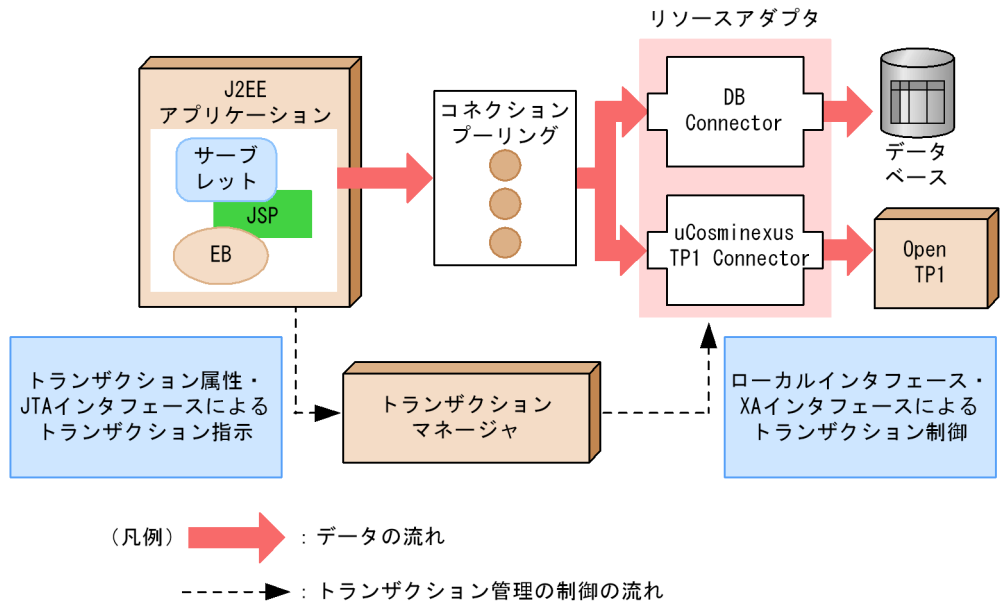 リソースアダプタ
J2EE
アプリケーション
サーブ
レット
JSP
EB
コネクション
プーリング
DB
Connector
データ
ベース
uCosminexus
TP1 Connector
Open
TP1
トランザクション属性・
JTAインタフェースによる
トランザクション指示
トランザクション
マネージャ
ローカルインタフェース・
XAインタフェースによる
トランザクション制御
(凡例)
：データの流れ
：トランザクション管理の制御の流れ